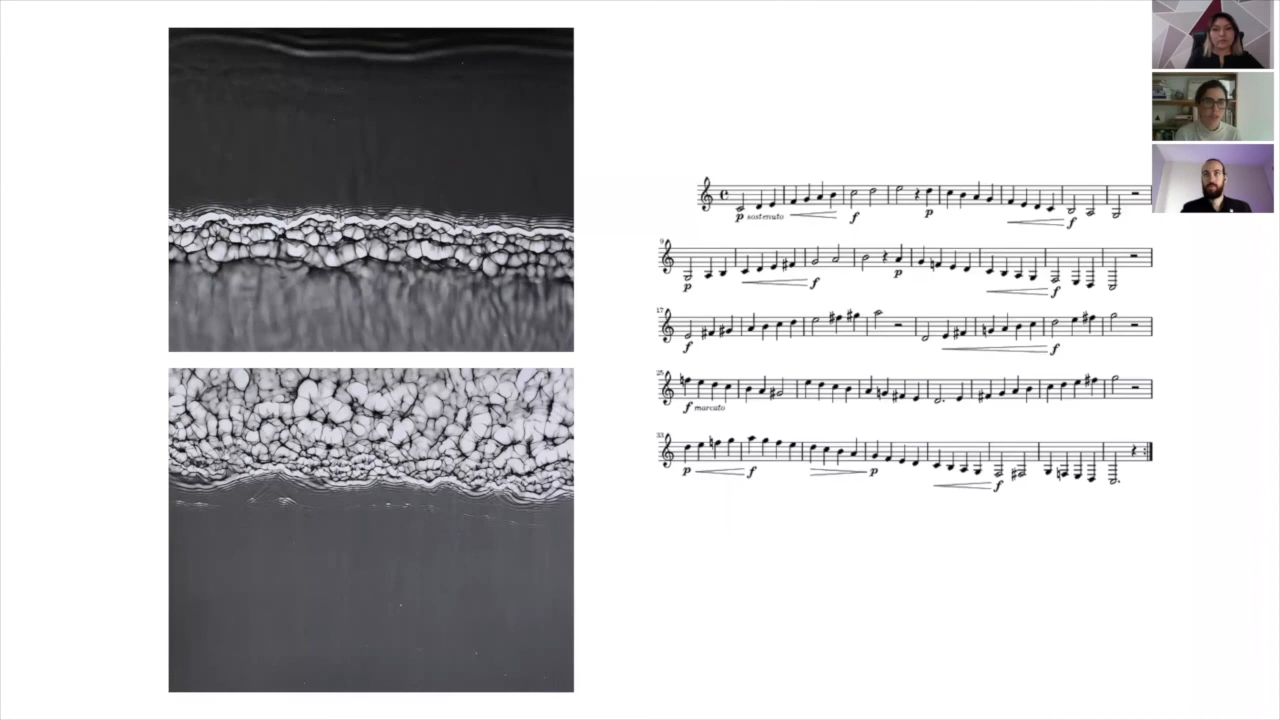 p sostenuto f p f
9
p f p f
17
f f
25
f marcato
33
p f p f